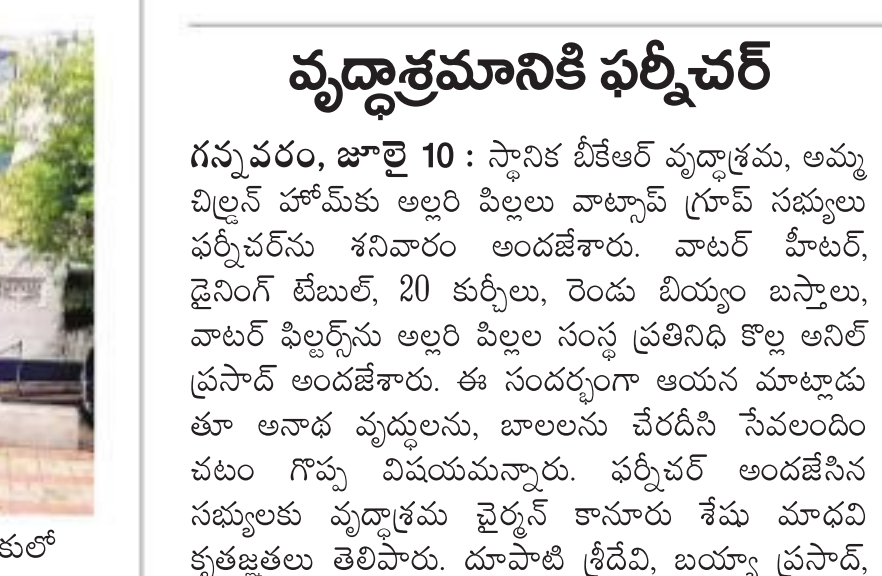 వృద్ధాశ్రమానికి ఫర్నీచర్
గన్నవరం, జూలై 10 : స్థానిక బీకేఆర్ వృద్ధాశ్రమ, అమ్మ
చిల్డ్రన్ హోమ్‌కు అల్లరి పిల్లలు వాట్సాప్ గ్రూప్ సభ్యులు
ఫర్నీచర్‌ను శనివారం అందజేశారు. వాటర్ హీటర్,
డైనింగ్ టేబుల్, 20 కుర్చీలు, రెండు బియ్యం బస్తాలు,
వాటర్ ఫిల్టర్స్‌ను అల్లరి పిల్లల సంస్థ ప్రతినిధి కొల్ల అనిల్
ప్రసాద్ అందజేశారు. ఈ సందర్భంగా ఆయన మాట్లాడు
తూ అనాథ వృద్ధులను, బాలలను చేరదీసి సేవలందిం
చటం గొప్ప విషయమన్నారు. ఫర్నీచర్ అందజేసిన
సభ్యులకు వృద్ధాశ్రమ చైర్మన్ కానూరు శేషు మాధవి
కృతజ్ఞతలు తెలిపారు. దూపాటి శ్రీదేవి, బయ్యా ప్రసాద్,
కులో